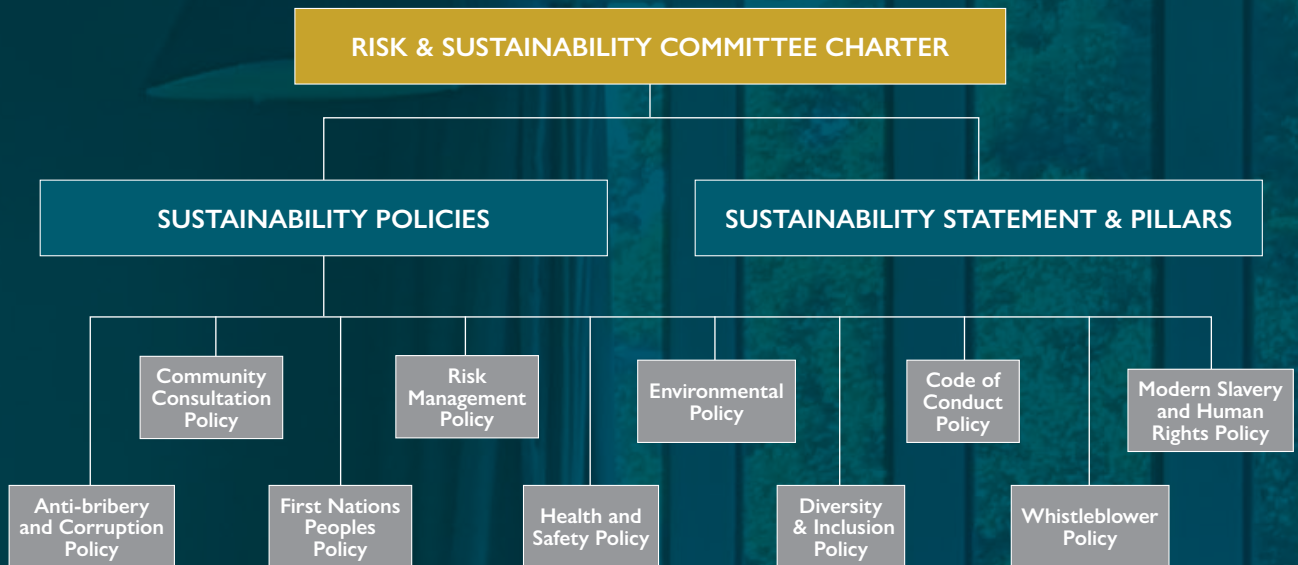 RISK & SUSTAINABILITY COMMITTEE CHARTER
SUSTAINABILITY POLICIES
SUSTAINABILITY STATEMENT & PILLARS
Community
Consultation
Policy
Risk
Management
Policy
Environmental
Policy
Code of
Conduct
Policy
Modern Slavery
and Human
Rights Policy
Anti-bribery
and Corruption
Policy
First Nations
Peoples
Policy
Health and
Safety Policy
Diversity
& Inclusion
Policy
Whistleblower
Policy